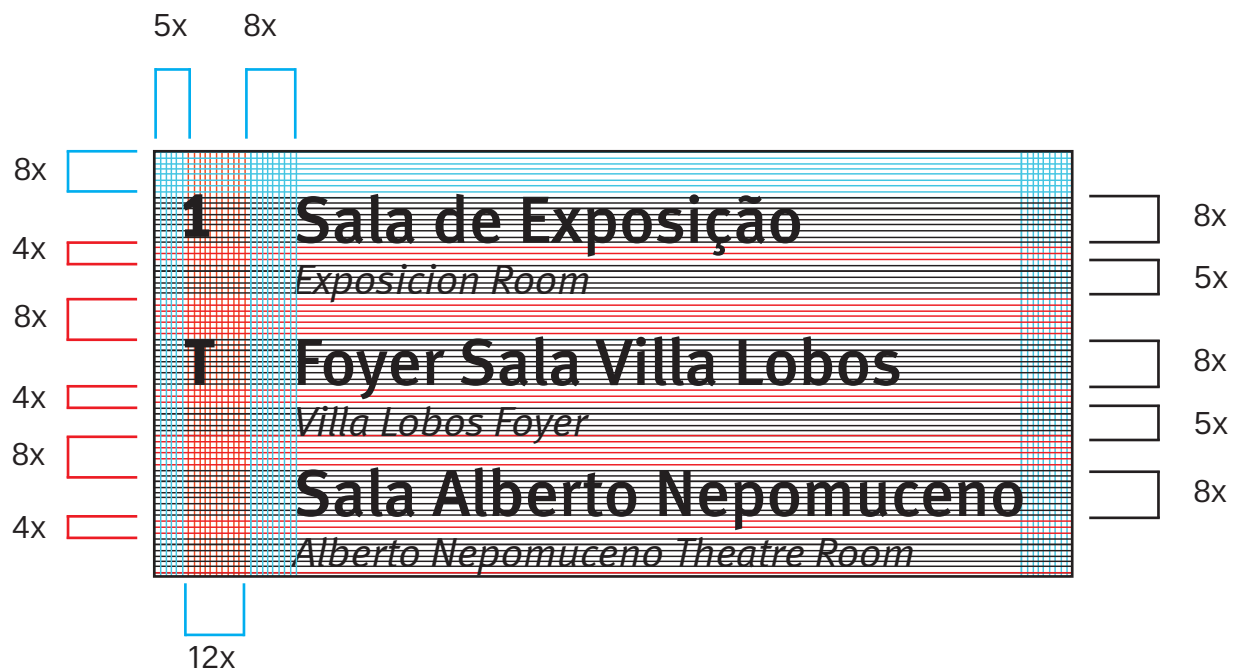 5x 8x
8x
1 Sala de Exposição 8x
4x
Exposicion Room 5x
8x
T Foyer Sala Villa Lobos 8x
4x
Villa Lobos Foyer 5x
8x
Sala Alberto Nepomuceno 8x
4x
Alberto Nepomuceno Theatre Room
12x